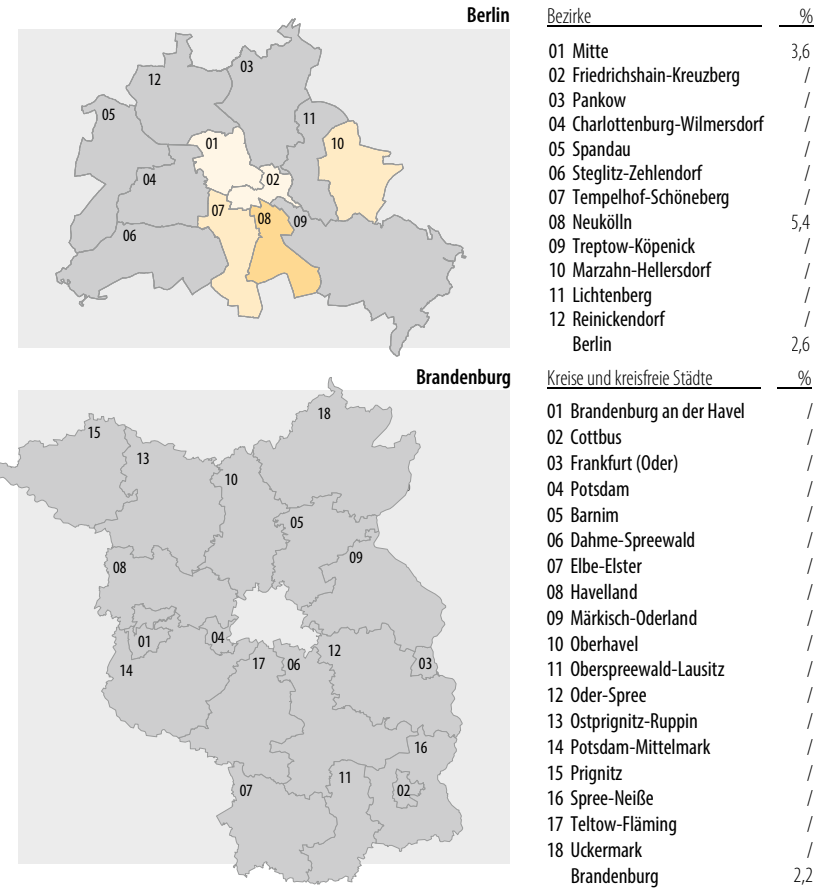 Berlin
12
03
05
11
01
10
04
02
07
08
09
06
Bezirke %
01 Mitte 3,6
02 Friedrichshain-Kreuzberg /
03 Pankow /
04 Charlottenburg-Wilmersdorf /
05 Spandau /
06 Steglitz-Zehlendorf /
07 Tempelhof-Schöneberg /
08 Neukölln 5,4
09 Treptow-Köpenick /
10 Marzahn-Hellersdorf /
11 Lichtenberg /
12 Reinickendorf /
Berlin 2,6
Brandenburg
18
15
13
10
05
09
08
01
04
12
14
17
06
03
16
11
07
02
Kreise und kreisfreie Städte %
01 Brandenburg an der Havel /
02 Cottbus /
03 Frankfurt (Oder) /
04 Potsdam /
05 Barnim /
06 Dahme-Spreewald /
07 Elbe-Elster /
08 Havelland /
09 Märkisch-Oderland /
10 Oberhavel /
11 Oberspreewald-Lausitz /
12 Oder-Spree /
13 Ostprignitz-Ruppin /
14 Potsdam-Mittelmark /
15 Prignitz /
16 Spree-Neiße /
17 Teltow-Fläming /
18 Uckermark /
Brandenburg 2,2